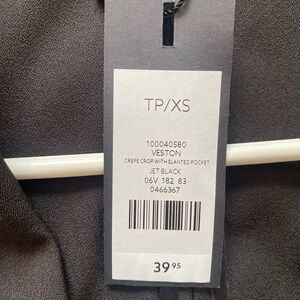 TP/XS
100040580
VESTON
CREPE CROP WITH SLANTED POCKET
JET BLACK
06V 182 83
0466367
39 95